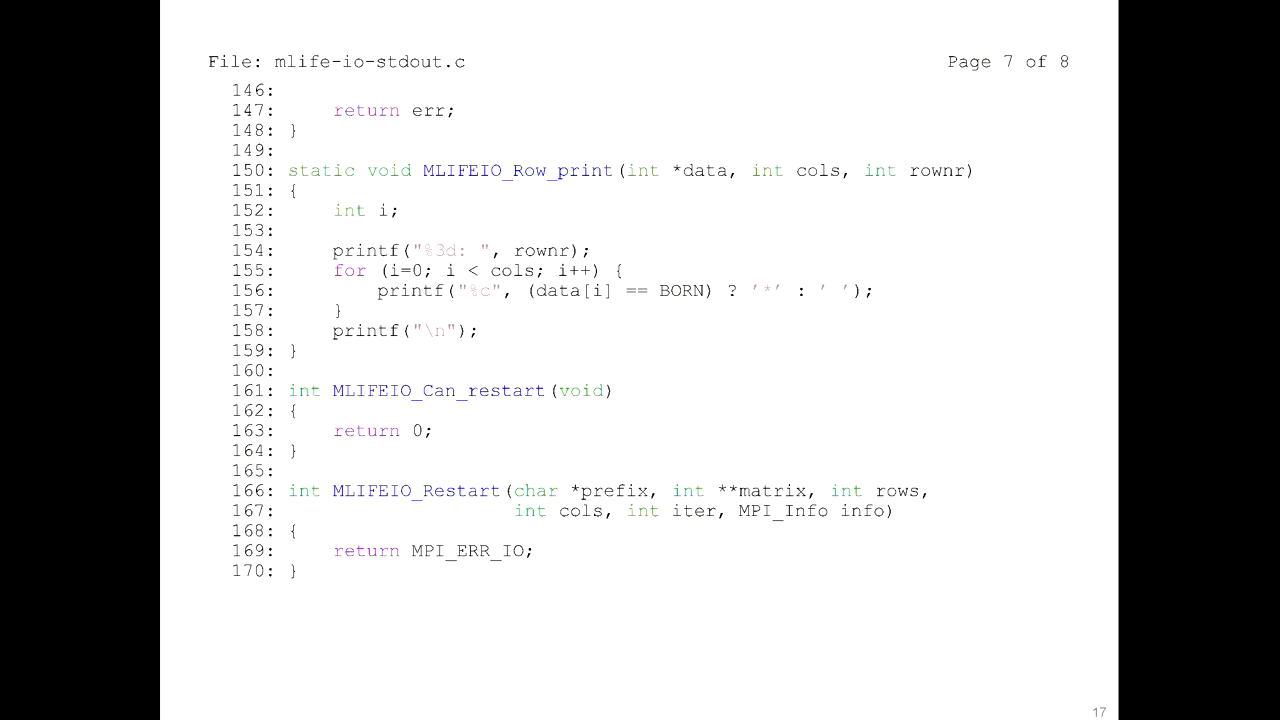 File: mlife-io-stdout.c Page 7 of 8
146:
147:     return err;
148: }
149:
150: static void MLIFEIO_Row_print(int *data, int cols, int rownr)
151: {
152:     int i;
153:
154:     printf("%3d: ", rownr);
155:     for (i=0; i < cols; i++) {
156:         printf("%c", (data[i] == BORN) ? ’*’ : ’ ’);
157:     }
158:     printf("\n");
159: }
160:
161: int MLIFEIO_Can_restart(void)
162: {
163:     return 0;
164: }
165:
166: int MLIFEIO_Restart(char *prefix, int **matrix, int rows,
167:                     int cols, int iter, MPI_Info info)
168: {
169:     return MPI_ERR_IO;
170: }
17